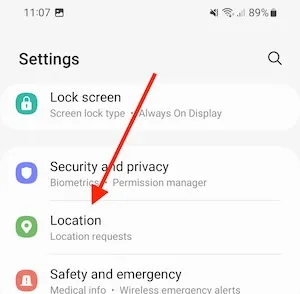 11:07 89%
Settings
Lock screen
Screen lock type • Always On Display
Security and privacy
Biometrics • Permission manager
Location
Location requests
Safety and emergency
Medical info • Wireless emergency alerts